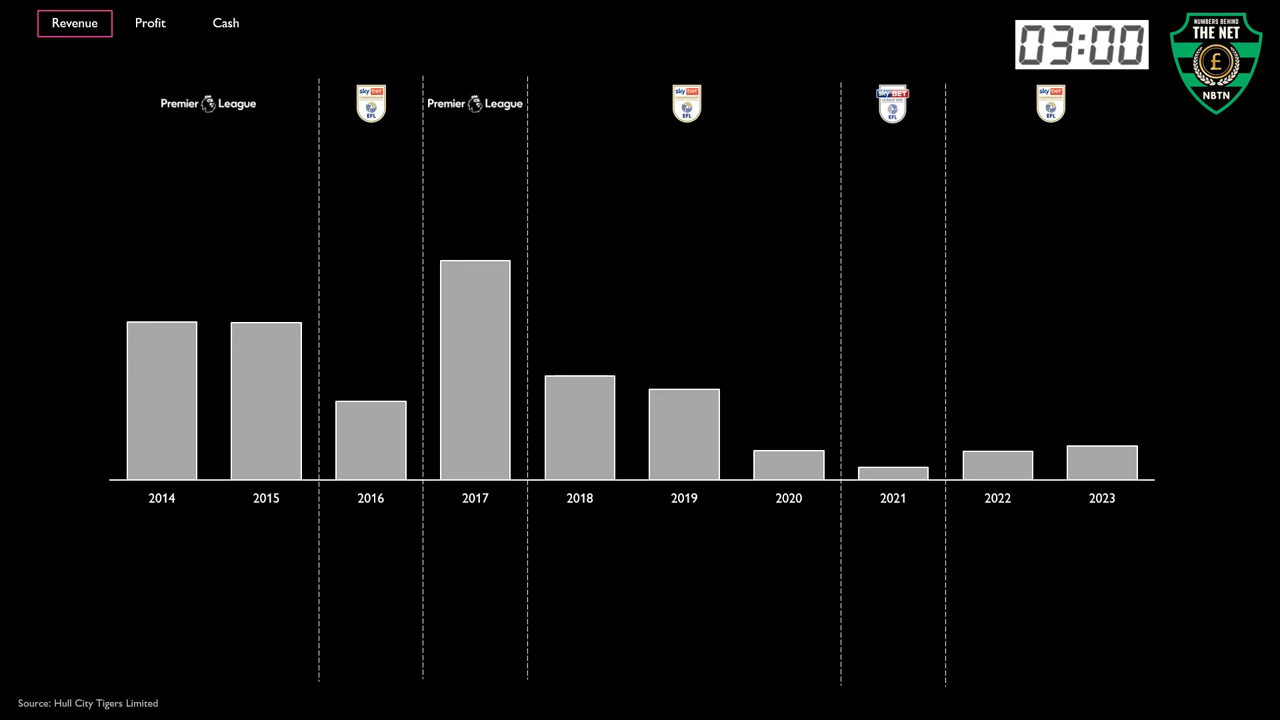 Revenue Profit Cash
03:00
NUMBERS BEHIND
THE NET
£
NBTN
Premier League
sky bet
EFL
Premier League
sky bet
EFL
SKY BET
EFL
sky bet
EFL
2014 2015 2016 2017 2018 2019 2020 2021 2022 2023
Source: Hull City Tigers Limited